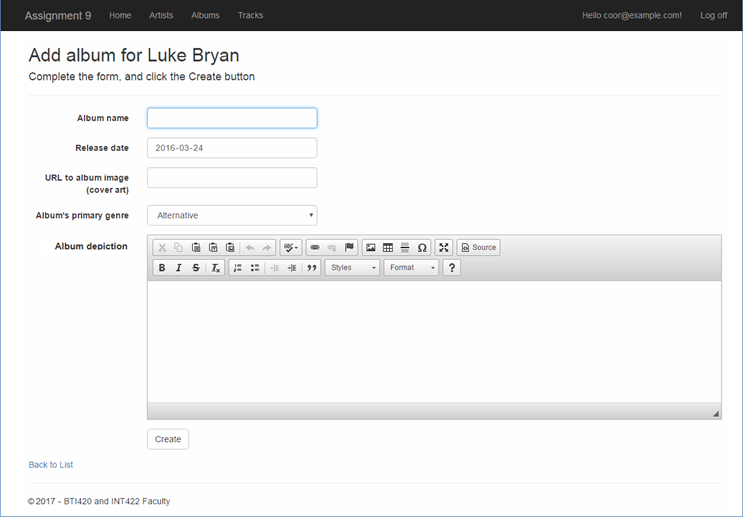 Assignment 9 Home Artists Albums Tracks Hello coor@example.com! Log off
Add album for Luke Bryan
Complete the form, and click the Create button
Album name
Release date 2016-03-24
URL to album image
(cover art)
Album's primary genre Alternative
Album depiction
ABC Ω Source
B I S Ix Styles Format ?
Create
Back to List
© 2017 - BTI420 and INT422 Faculty